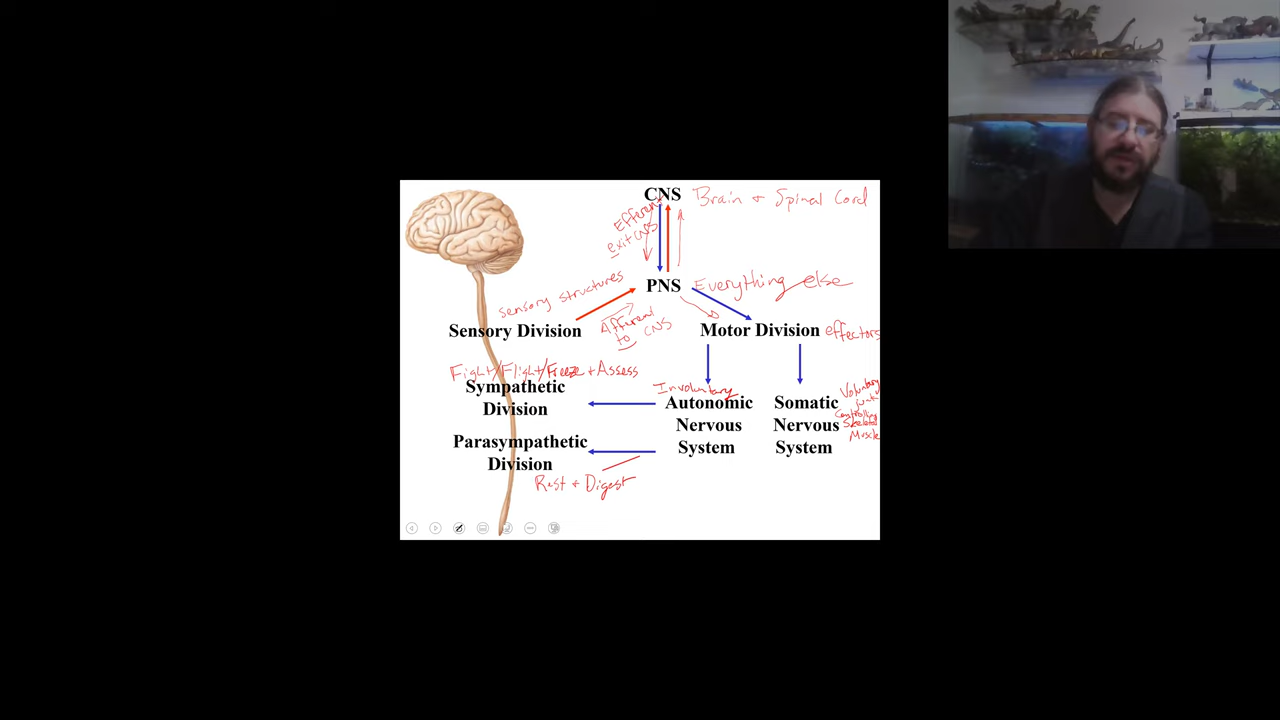 CNS Brain + Spinal Cord
Efferent
exit CNS
PNS Everything else
sensory structures
Sensory Division
Afferent
to CNS
Motor Division effectors
Fight/Flight/Freeze + Assess
Sympathetic
Division
Involuntary
Autonomic
Nervous
System
Somatic
Nervous
System
Voluntary
Controlling
Skeletal
Muscle
Parasympathetic
Division
Rest + Digest